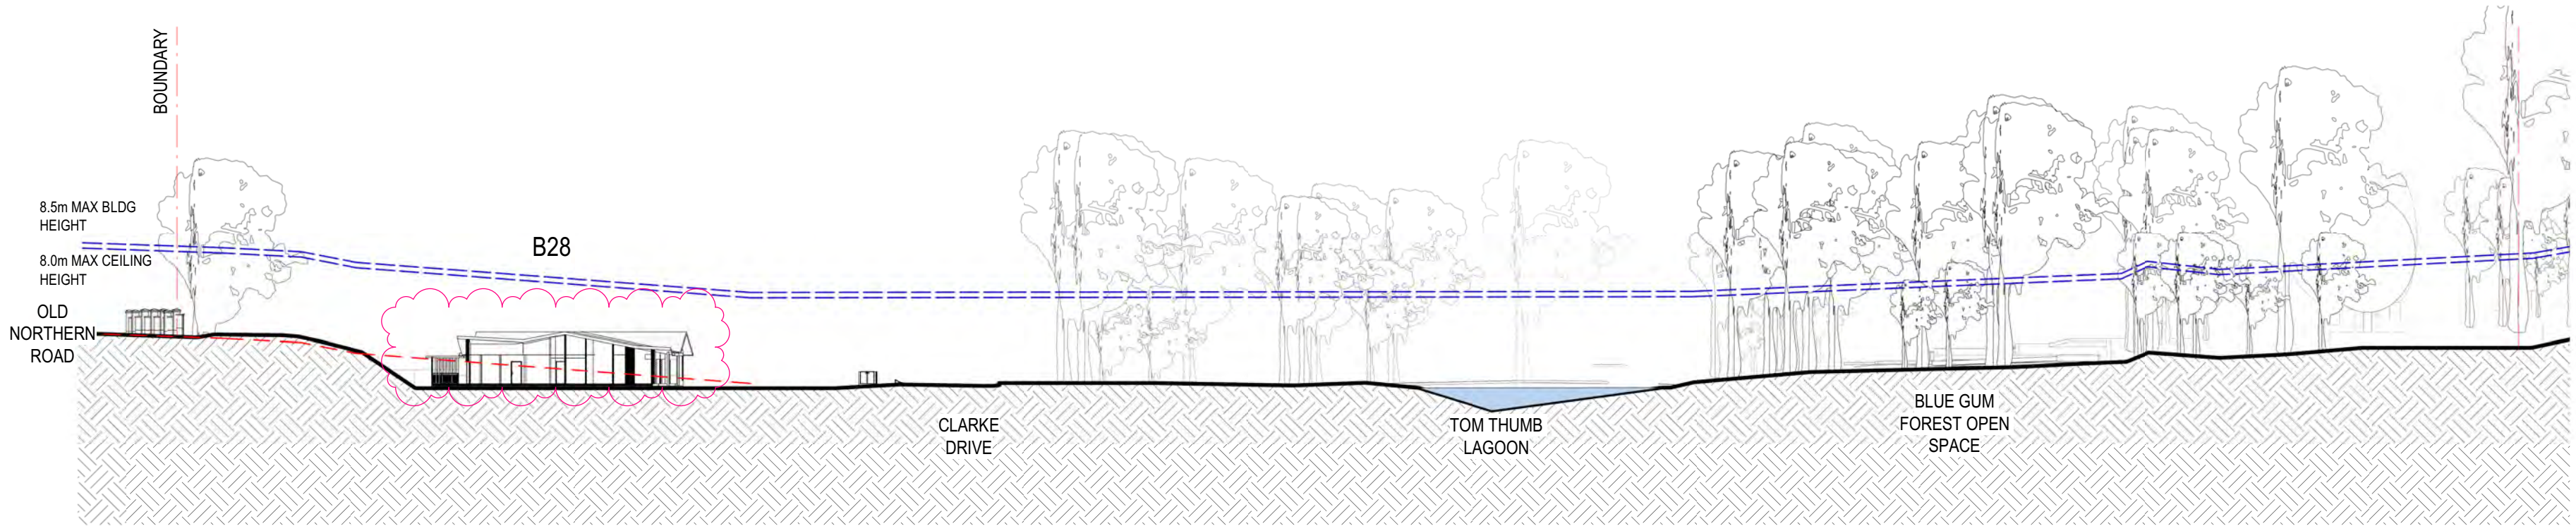 BOUNDARY
8.5m MAX BLDG
HEIGHT
8.0m MAX CEILING
HEIGHT
OLD
NORTHERN
ROAD
B28
CLARKE
DRIVE
TOM THUMB
LAGOON
BLUE GUM
FOREST OPEN
SPACE